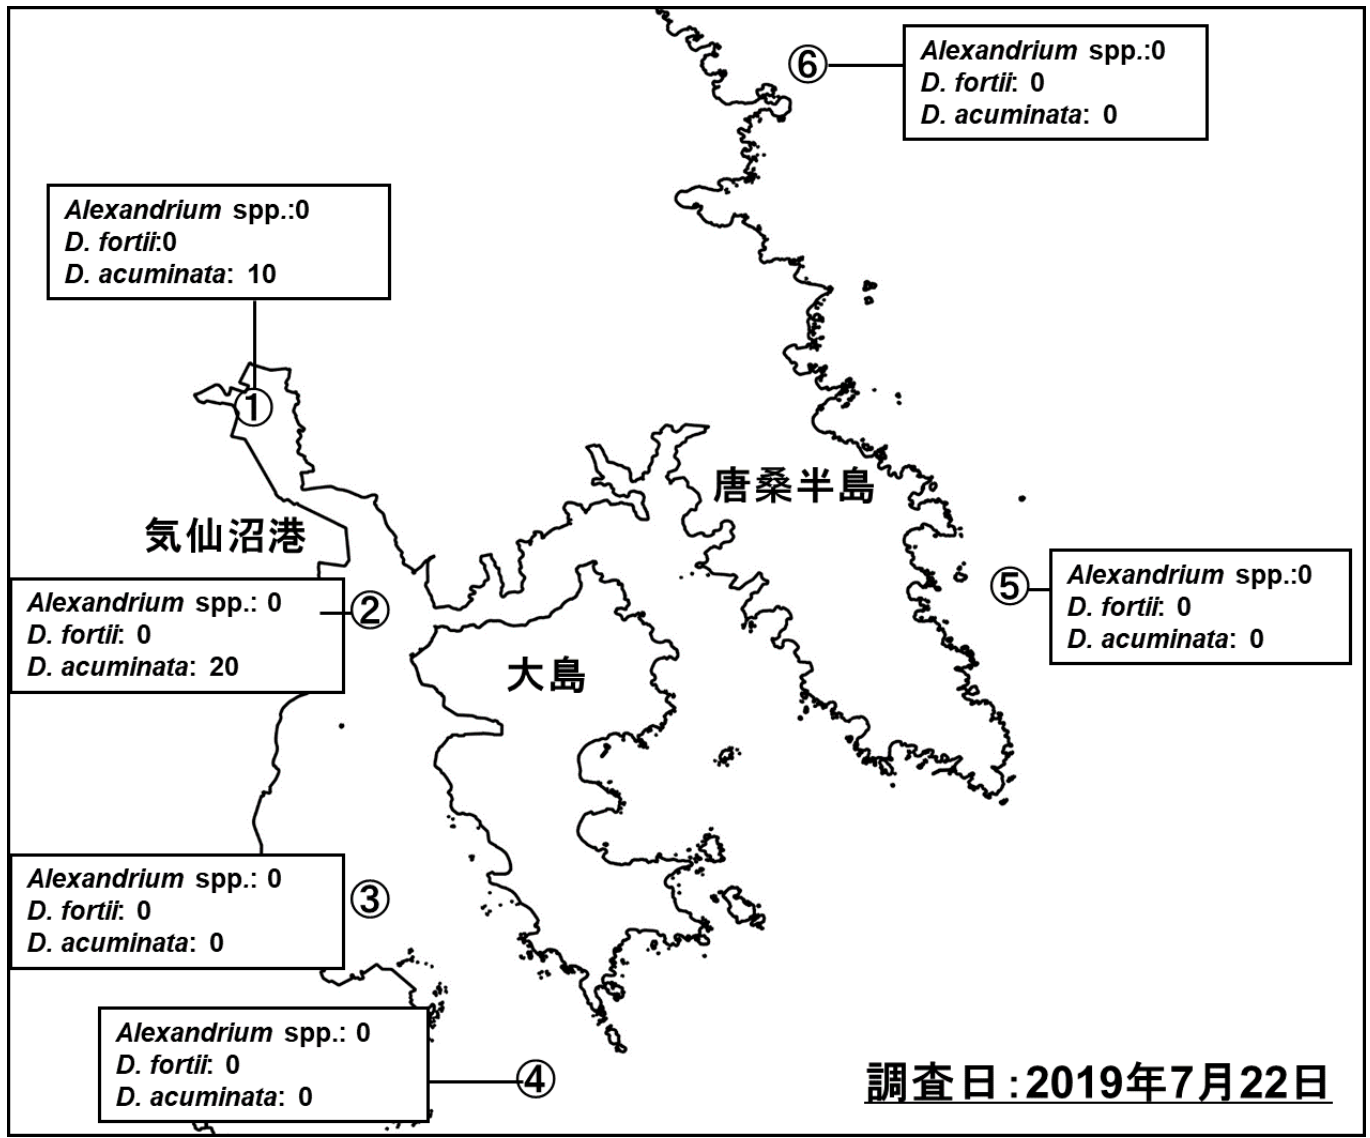 ⑥
Alexandrium spp.:0
D. fortii: 0
D. acuminata: 0
Alexandrium spp.:0
D. fortii:0
D. acuminata: 10
①
唐桑半島
気仙沼港
⑤
Alexandrium spp.:0
D. fortii: 0
D. acuminata: 0
Alexandrium spp.: 0
D. fortii: 0
D. acuminata: 20
②
大島
Alexandrium spp.: 0
D. fortii: 0
D. acuminata: 0
③
Alexandrium spp.: 0
D. fortii: 0
D. acuminata: 0
④
調査日:2019年7月22日